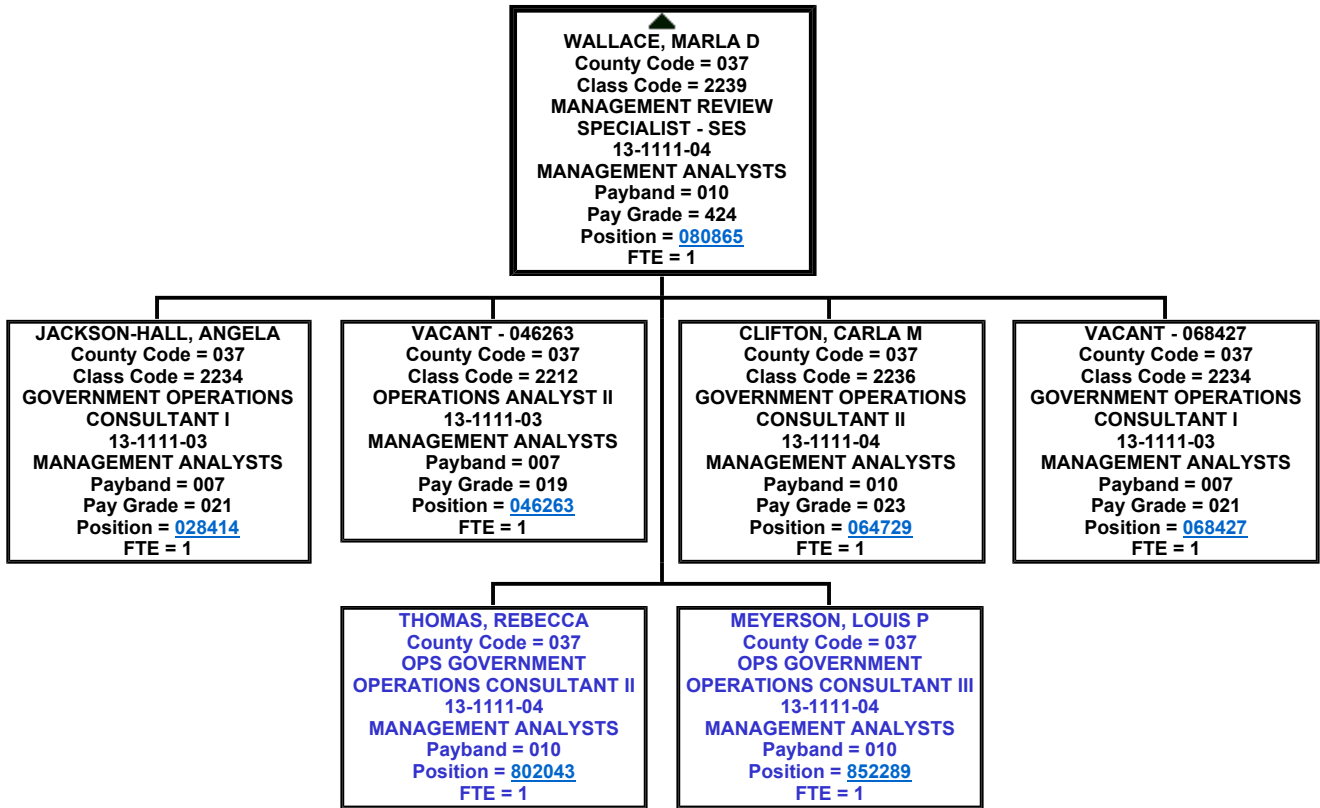 WALLACE, MARLA D
County Code = 037
Class Code = 2239
MANAGEMENT REVIEW
SPECIALIST - SES
13-1111-04
MANAGEMENT ANALYSTS
Payband = 010
Pay Grade = 424
Position = 080865
FTE = 1
JACKSON-HALL, ANGELA
County Code = 037
Class Code = 2234
GOVERNMENT OPERATIONS
CONSULTANT I
13-1111-03
MANAGEMENT ANALYSTS
Payband = 007
Pay Grade = 021
Position = 028414
FTE = 1
VACANT - 046263
County Code = 037
Class Code = 2212
OPERATIONS ANALYST II
13-1111-03
MANAGEMENT ANALYSTS
Payband = 007
Pay Grade = 019
Position = 046263
FTE = 1
CLIFTON, CARLA M
County Code = 037
Class Code = 2236
GOVERNMENT OPERATIONS
CONSULTANT II
13-1111-04
MANAGEMENT ANALYSTS
Payband = 010
Pay Grade = 023
Position = 064729
FTE = 1
VACANT - 068427
County Code = 037
Class Code = 2234
GOVERNMENT OPERATIONS
CONSULTANT I
13-1111-03
MANAGEMENT ANALYSTS
Payband = 007
Pay Grade = 021
Position = 068427
FTE = 1
THOMAS, REBECCA
County Code = 037
OPS GOVERNMENT
OPERATIONS CONSULTANT II
13-1111-04
MANAGEMENT ANALYSTS
Payband = 010
Position = 802043
FTE = 1
MEYERSON, LOUIS P
County Code = 037
OPS GOVERNMENT
OPERATIONS CONSULTANT III
13-1111-04
MANAGEMENT ANALYSTS
Payband = 010
Position = 852289
FTE = 1